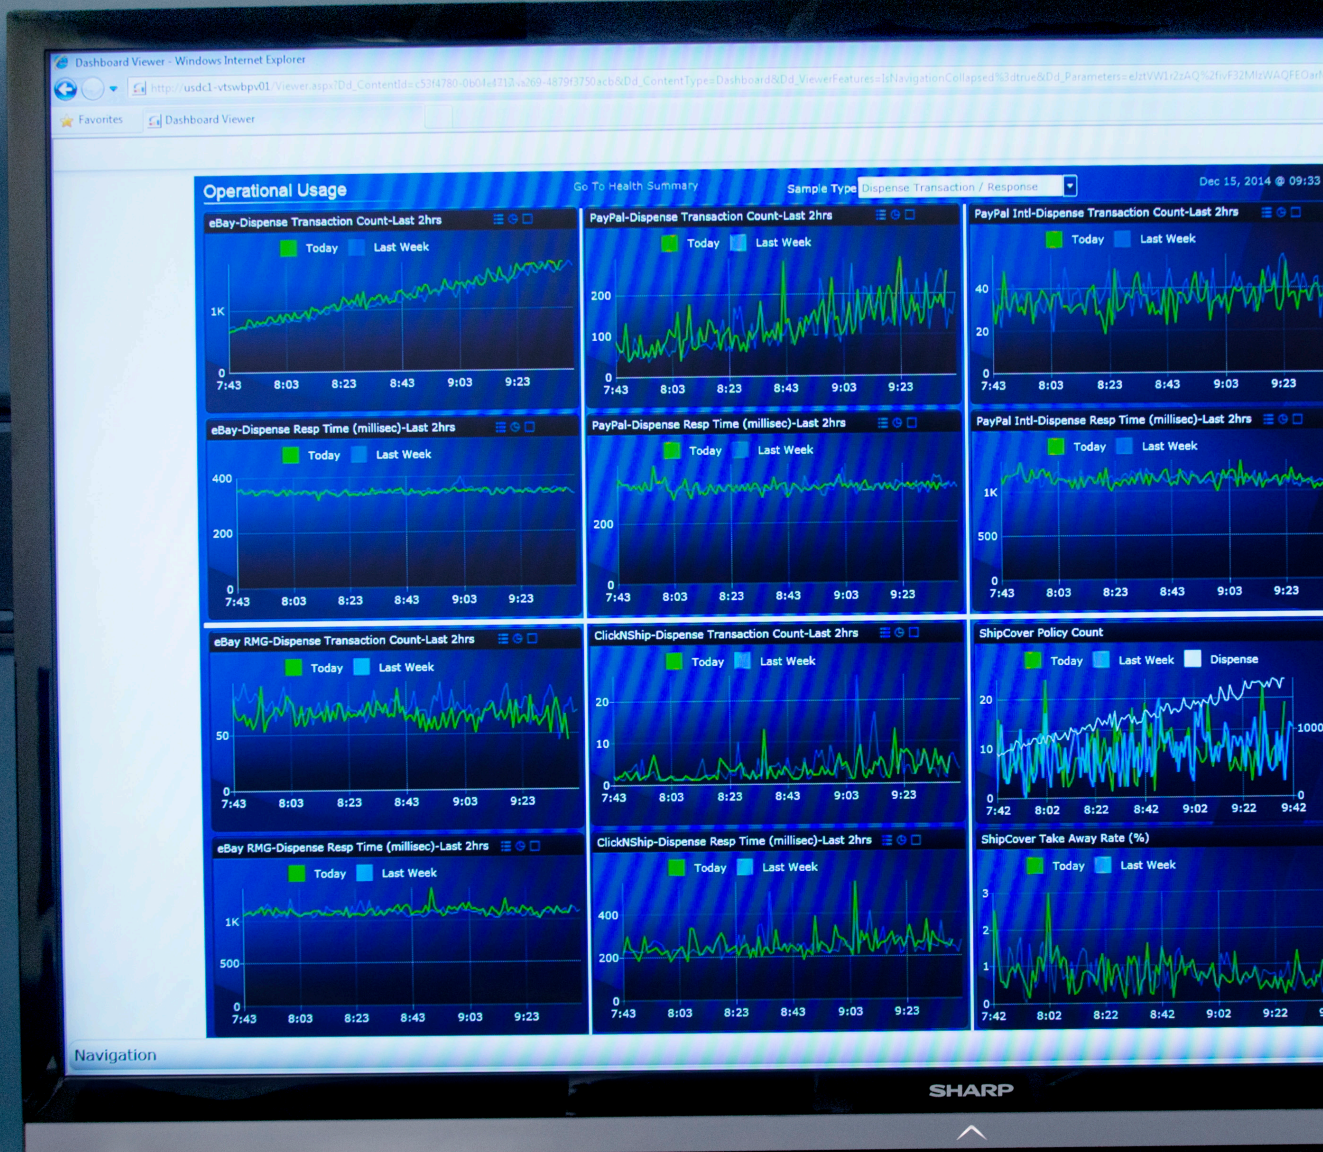 Dashboard Viewer - Windows Internet Explorer
Favorites Dashboard Viewer
Operational Usage Go To Health Summary Sample Type Dispense Transaction / Response Dec 15, 2014 @ 09:33
eBay-Dispense Transaction Count-Last 2hrs
Today Last Week
1K
0
7:43 8:03 8:23 8:43 9:03 9:23
PayPal-Dispense Transaction Count-Last 2hrs
Today Last Week
200
100
0
7:43 8:03 8:23 8:43 9:03 9:23
PayPal Intl-Dispense Transaction Count-Last 2hrs
Today Last Week
40
20
0
7:43 8:03 8:23 8:43 9:03 9:23
eBay-Dispense Resp Time (millisec)-Last 2hrs
Today Last Week
400
200
0
7:43 8:03 8:23 8:43 9:03 9:23
PayPal-Dispense Resp Time (millisec)-Last 2hrs
Today Last Week
200
0
7:43 8:03 8:23 8:43 9:03 9:23
PayPal Intl-Dispense Resp Time (millisec)-Last 2hrs
Today Last Week
1K
500
0
7:43 8:03 8:23 8:43 9:03 9:23
eBay RMG-Dispense Transaction Count-Last 2hrs
Today Last Week
50
0
7:43 8:03 8:23 8:43 9:03 9:23
ClickNShip-Dispense Transaction Count-Last 2hrs
Today Last Week
20
10
0
7:43 8:03 8:23 8:43 9:03 9:23
ShipCover Policy Count
Today Last Week Dispense
20
10 1000
0 0
7:42 8:02 8:22 8:42 9:02 9:22 9:42
eBay RMG-Dispense Resp Time (millisec)-Last 2hrs
Today Last Week
1K
500
0
7:43 8:03 8:23 8:43 9:03 9:23
ClickNShip-Dispense Resp Time (millisec)-Last 2hrs
Today Last Week
400
200
0
7:43 8:03 8:23 8:43 9:03 9:23
ShipCover Take Away Rate (%)
Today Last Week
3
2
1
0
7:42 8:02 8:22 8:42 9:02 9:22
Navigation
SHARP